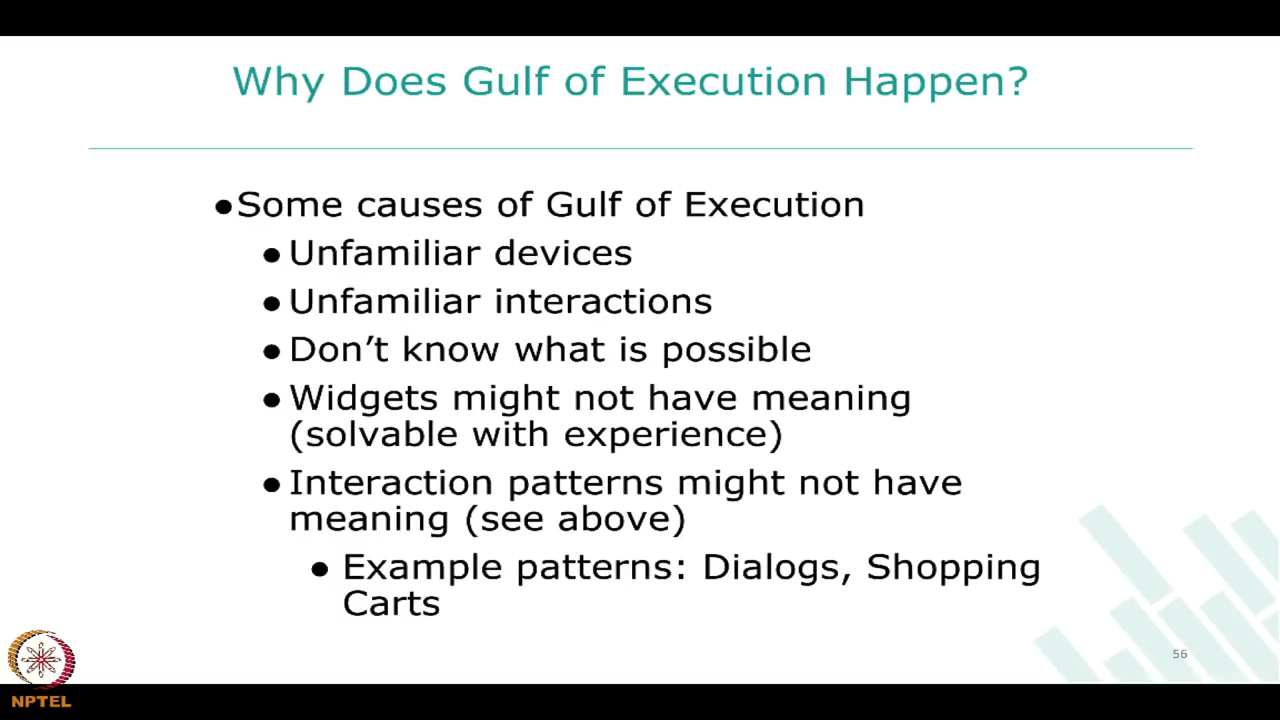 Why Does Gulf of Execution Happen?
●Some causes of Gulf of Execution
●Unfamiliar devices
●Unfamiliar interactions
●Don’t know what is possible
●Widgets might not have meaning
(solvable with experience)
●Interaction patterns might not have
meaning (see above)
● Example patterns: Dialogs, Shopping
Carts
56
NPTEL